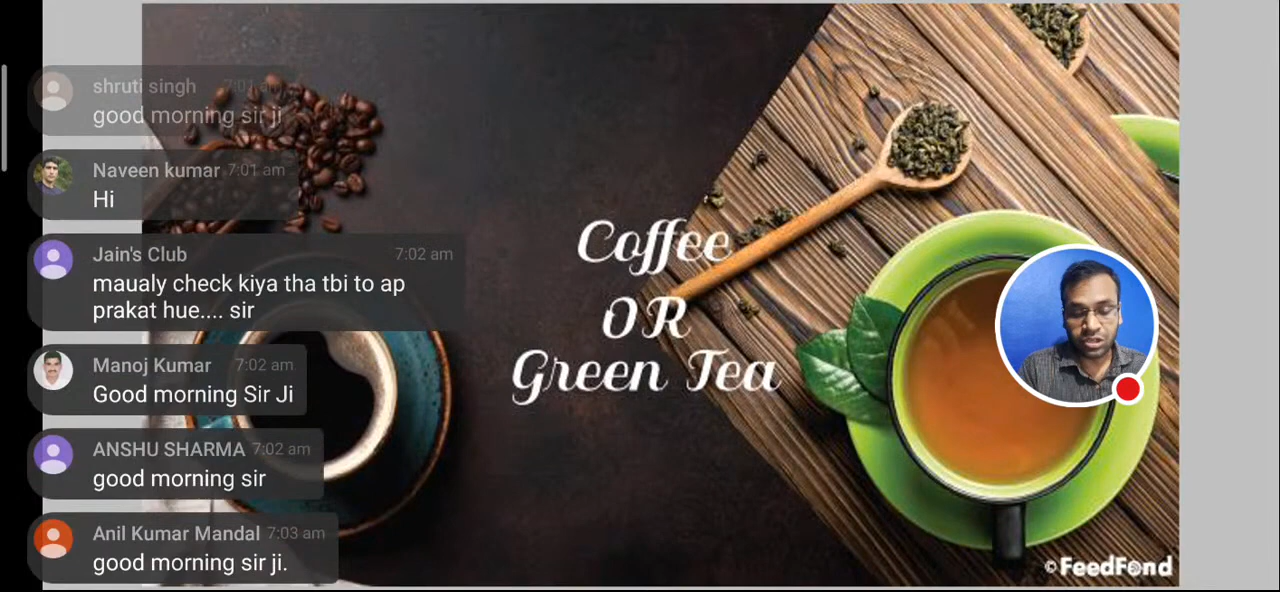 shruti singh 7:01 am
good morning sir ji
Naveen kumar 7:01 am
Hi
Jain's Club 7:02 am
maualy check kiya tha tbi to ap
prakat hue.... sir
Manoj Kumar 7:02 am
Good morning Sir Ji
ANSHU SHARMA 7:02 am
good morning sir
Anil Kumar Mandal 7:03 am
good morning sir ji.
Coffee
OR
Green Tea
©FeedFond